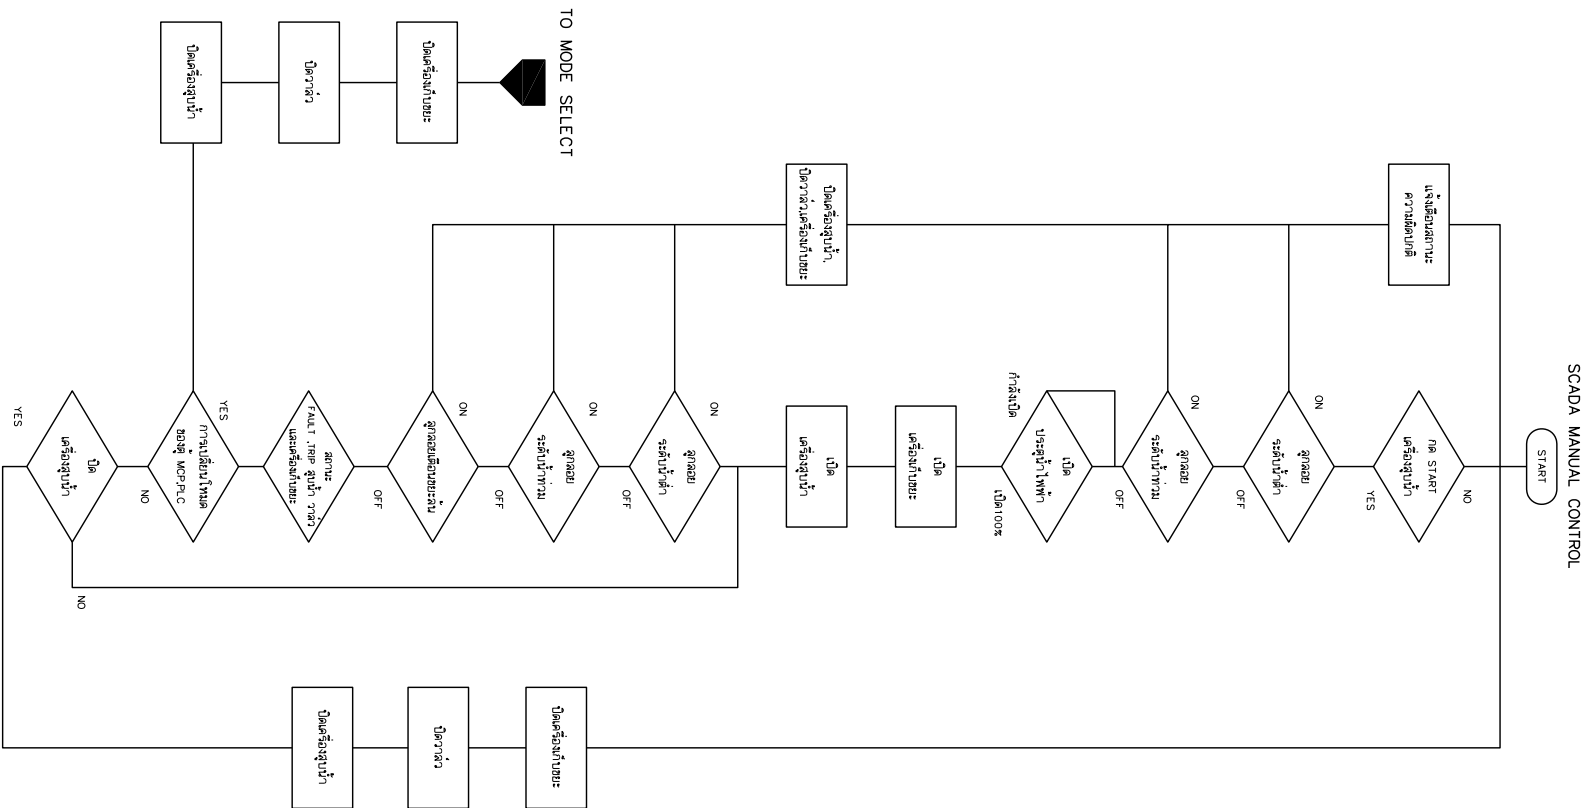 SCADA MANUAL CONTROL
START
กด START
เครื่องสูบน้ำ
NO
YES
แจ้งเตือนสถานะ
ความผิดปกติ
ลูกลอย
ระดับน้ำต่ำ
ON
OFF
ลูกลอย
ระดับน้ำท่วม
ON
OFF
เปิด
ประตูน้ำไฟฟ้า
กำลังเปิด
เปิด100%
เปิด
เครื่องเก็บขยะ
เปิด
เครื่องสูบน้ำ
ปิดเครื่องสูบน้ำ,
ปิดวาล์ว,เครื่องเก็บขยะ
ลูกลอย
ระดับน้ำต่ำ
ON
OFF
ลูกลอย
ระดับน้ำท่วม
ON
OFF
ลูกลอยเตือนขยะล้น
ON
OFF
สถานะ
FAULT ,TRIP สูบน้ำ วาล์ว
และเครื่องเก็บขยะ
การเปลี่ยนโหมด
ของตู้ MCP,PLC
YES
NO
ปิด
เครื่องสูบน้ำ
YES
NO
TO MODE SELECT
ปิดเครื่องเก็บขยะ
ปิดวาล์ว
ปิดเครื่องสูบน้ำ
ปิดเครื่องเก็บขยะ
ปิดวาล์ว
ปิดเครื่องสูบน้ำ